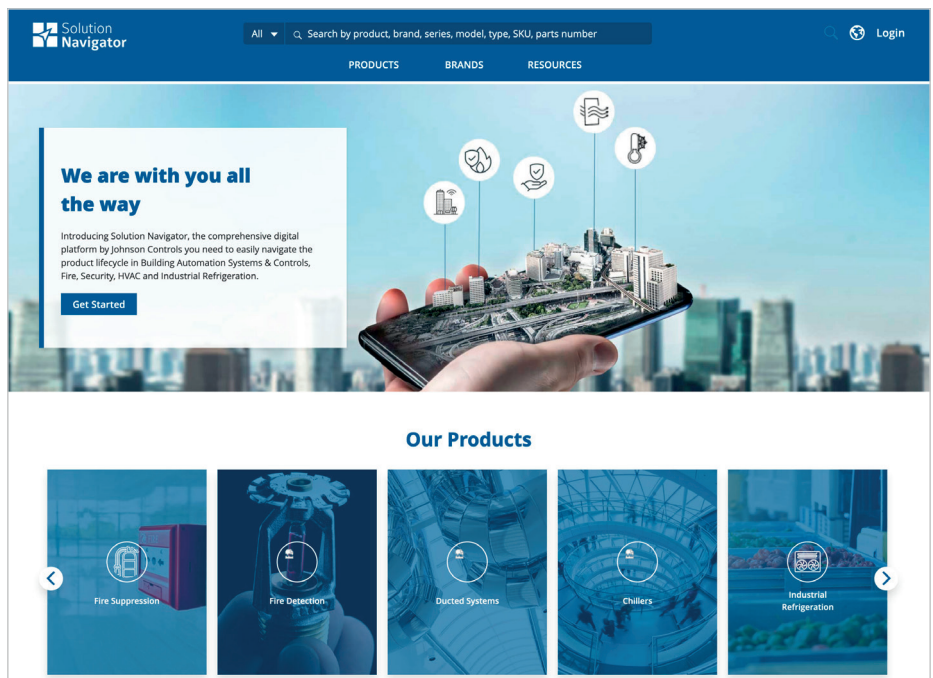 Solution
Navigator
All
Search by product, brand, series, model, type, SKU, parts number
Login
PRODUCTS
BRANDS
RESOURCES
We are with you all
the way
Introducing Solution Navigator, the comprehensive digital
platform by Johnson Controls you need to easily navigate the
product lifecycle in Building Automation Systems & Controls,
Fire, Security, HVAC and Industrial Refrigeration.
Get Started
Our Products
Fire Suppression
Fire Detection
Ducted Systems
Chillers
Industrial
Refrigeration